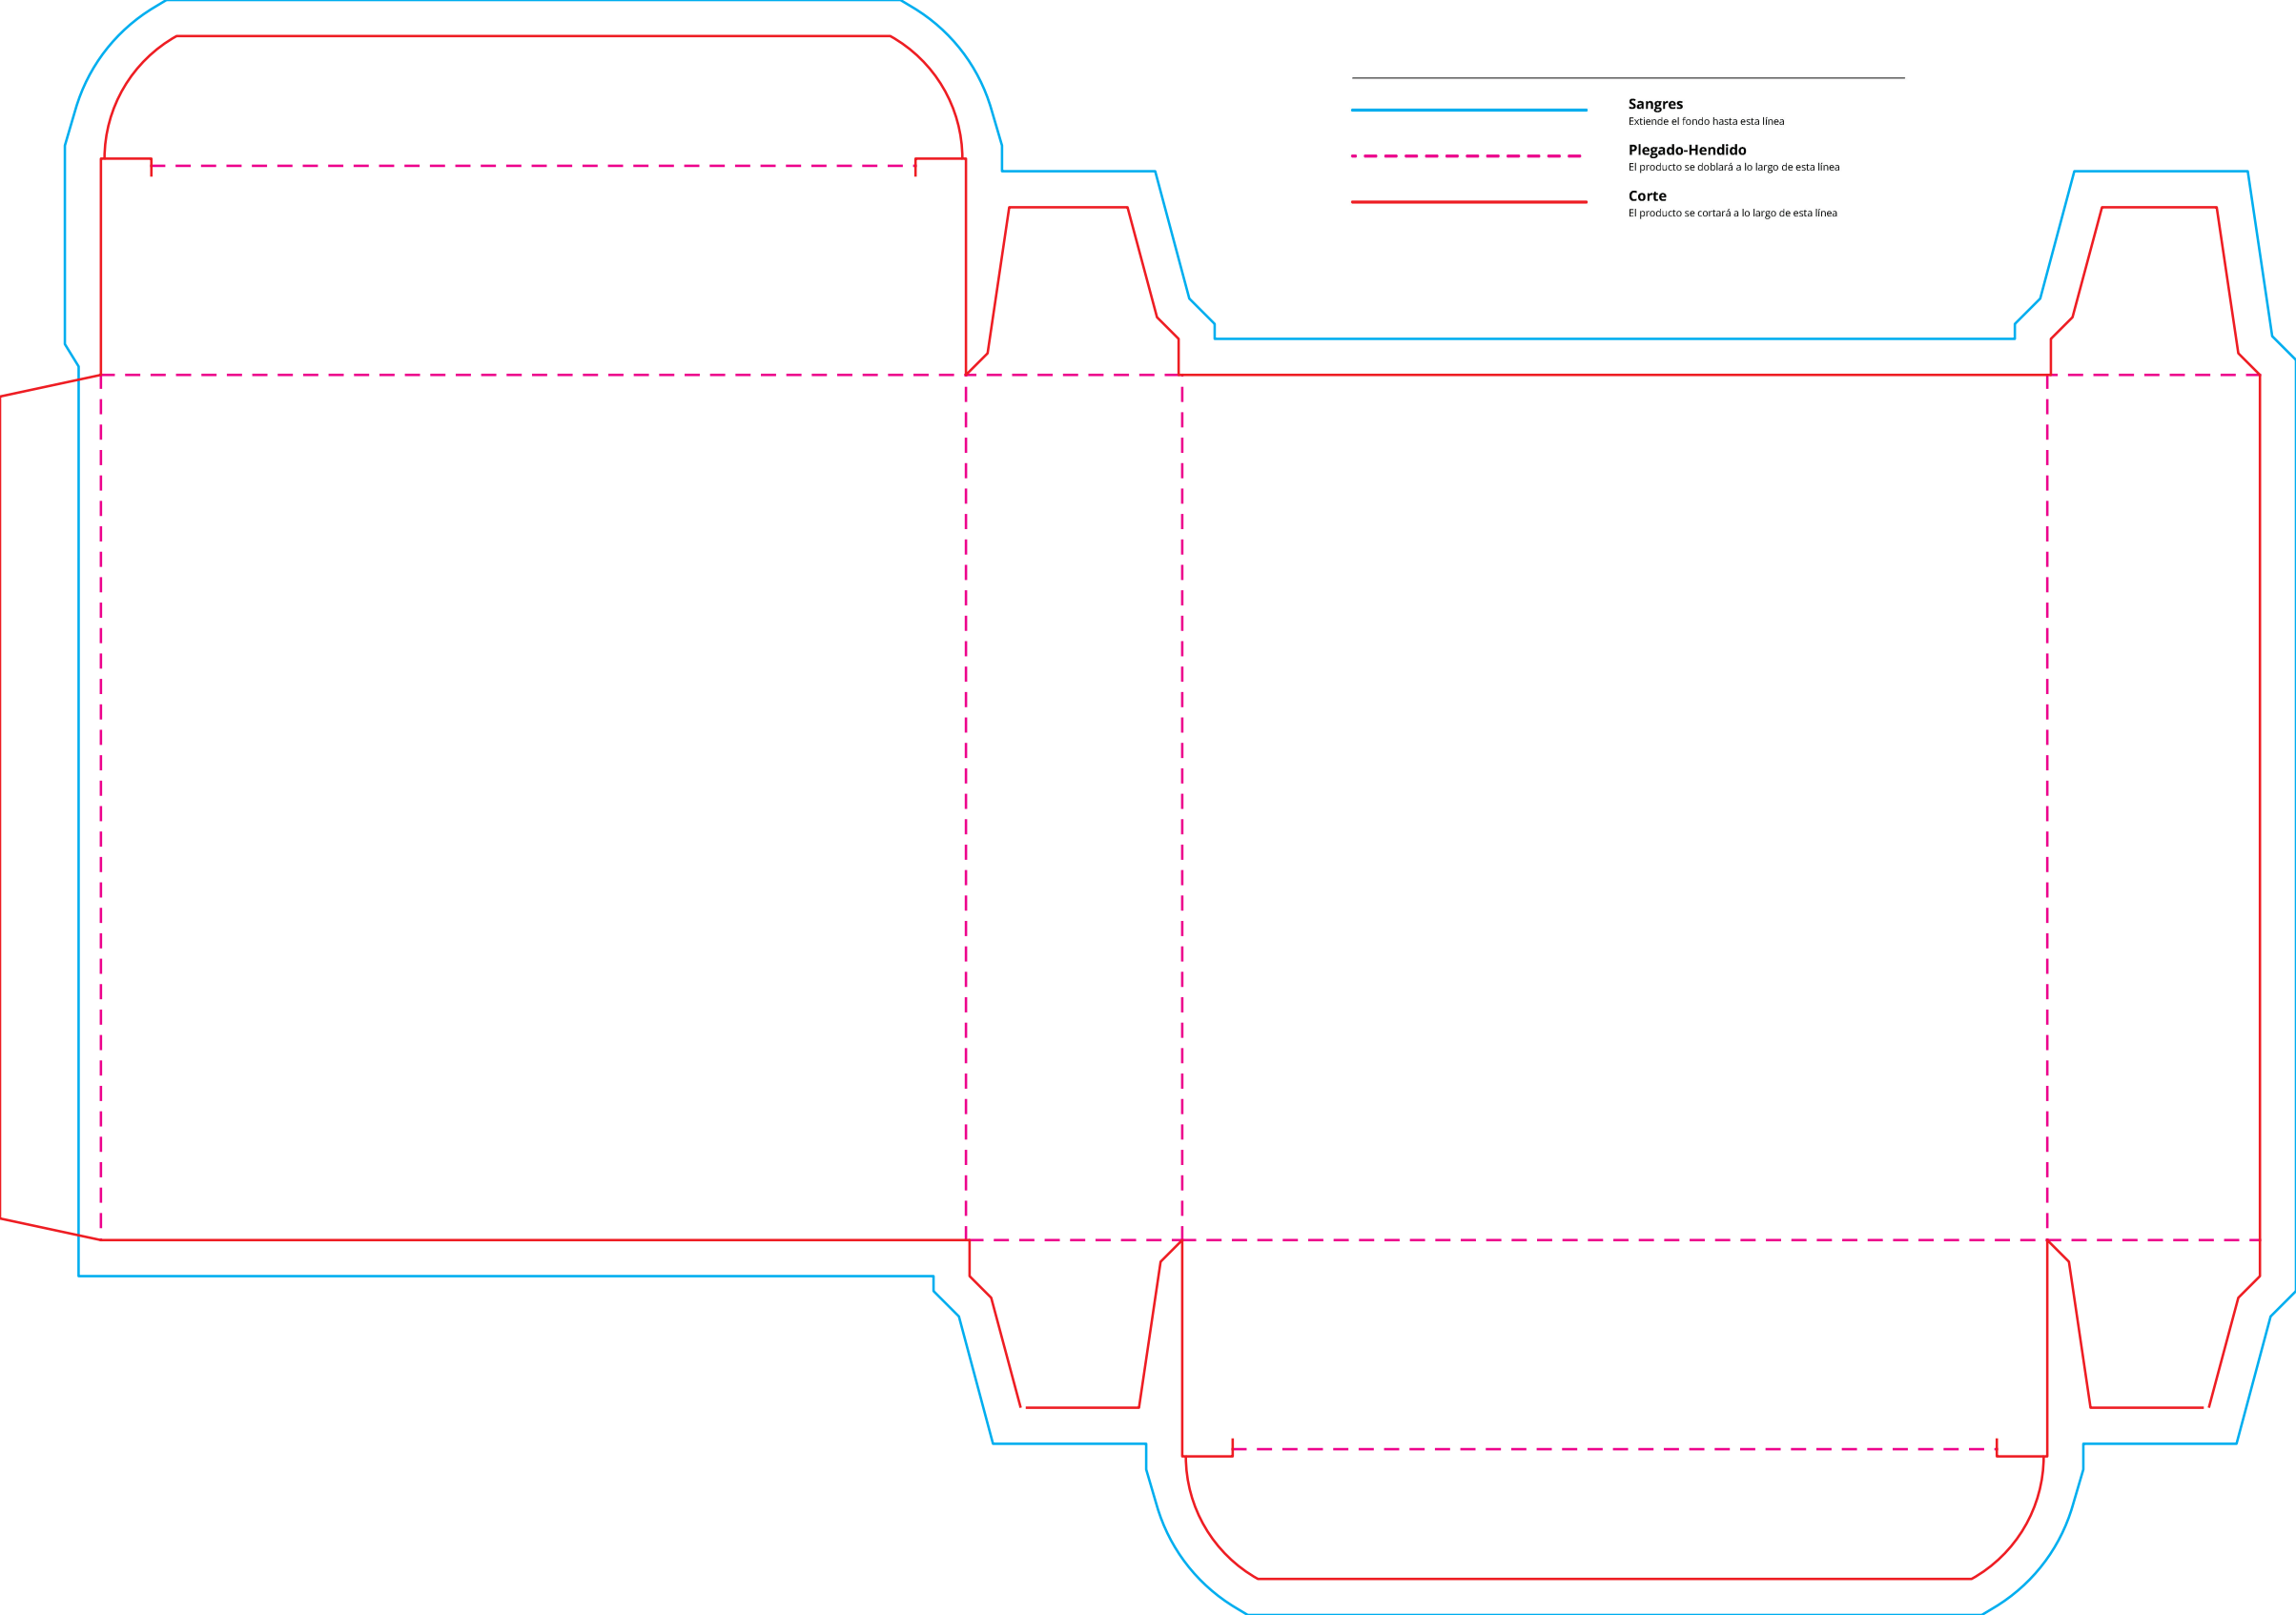 Sangres
Extiende el fondo hasta esta línea
Plegado-Hendido
El producto se doblará a lo largo de esta línea
Corte
El producto se cortará a lo largo de esta línea